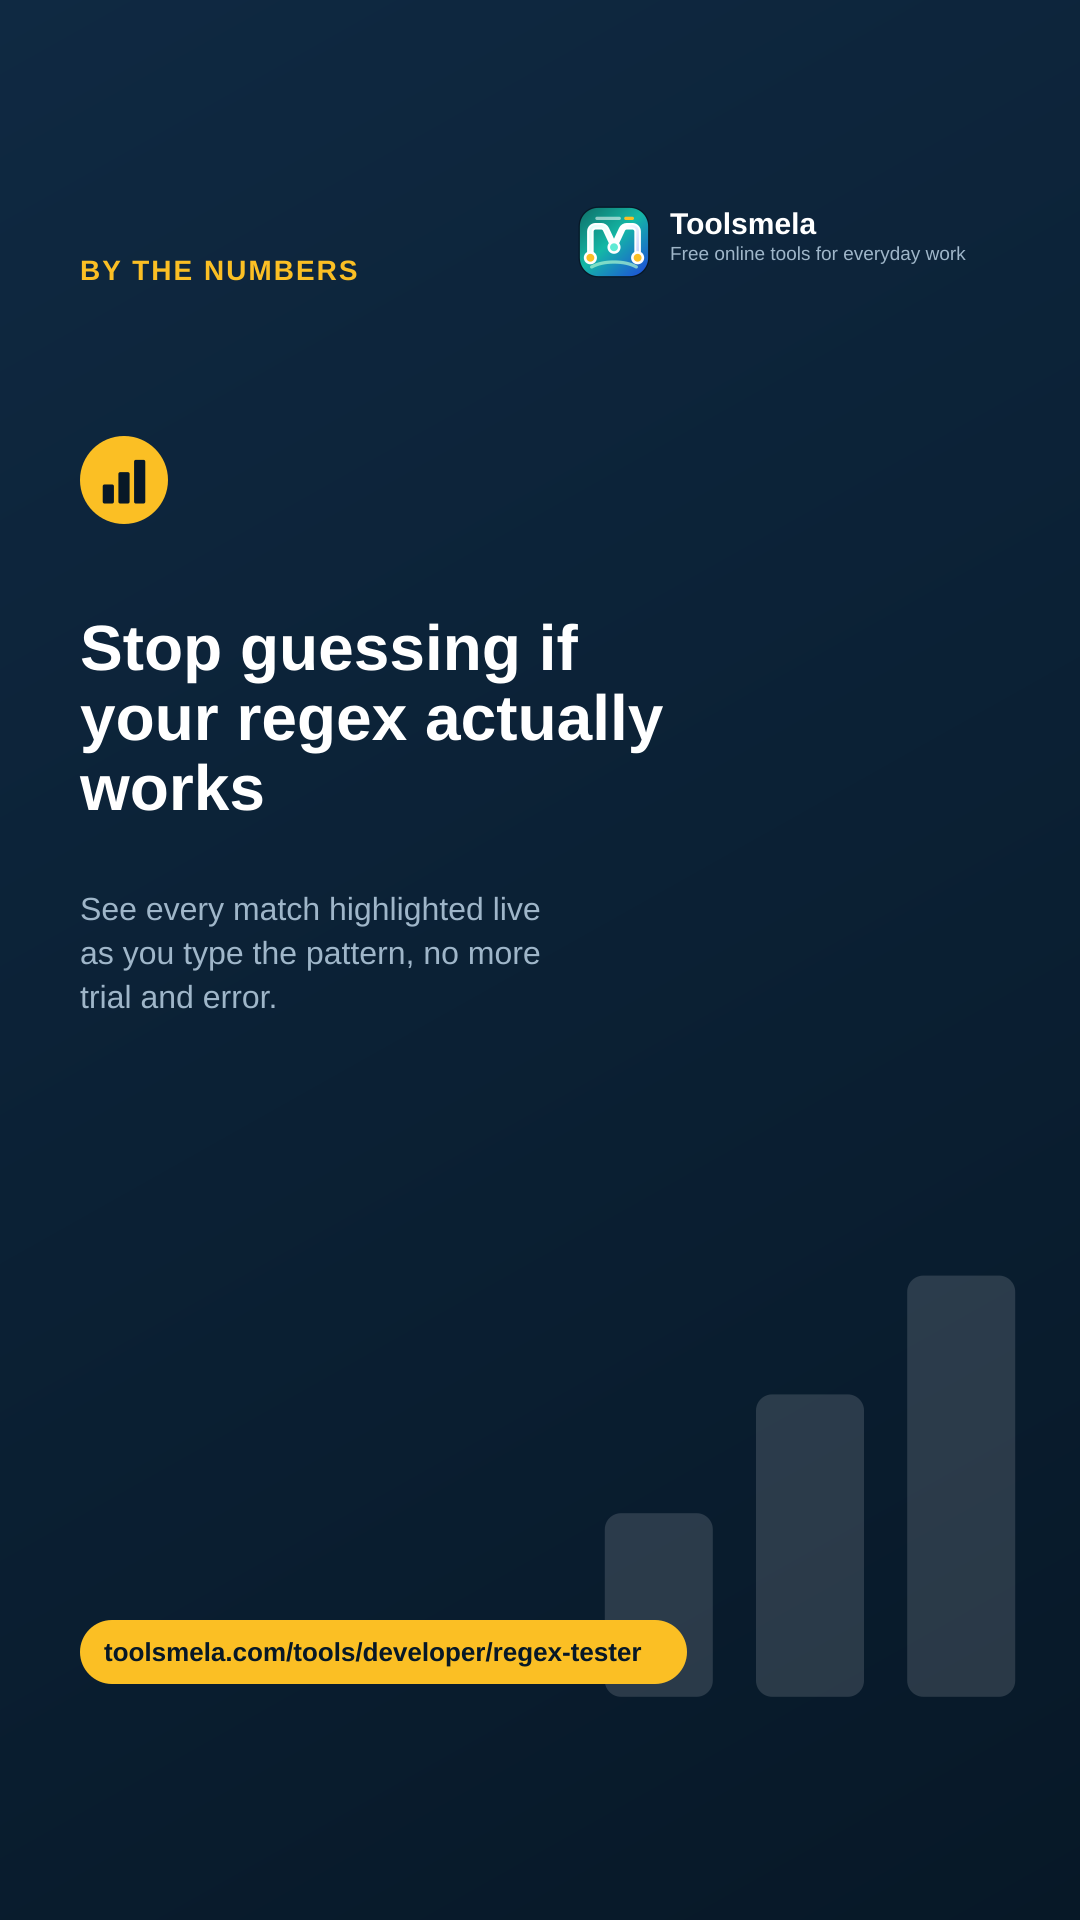 BY THE NUMBERS
Toolsmela
Free online tools for everyday work
Stop guessing if
your regex actually
works
See every match highlighted live
as you type the pattern, no more
trial and error.
toolsmela.com/tools/developer/regex-tester